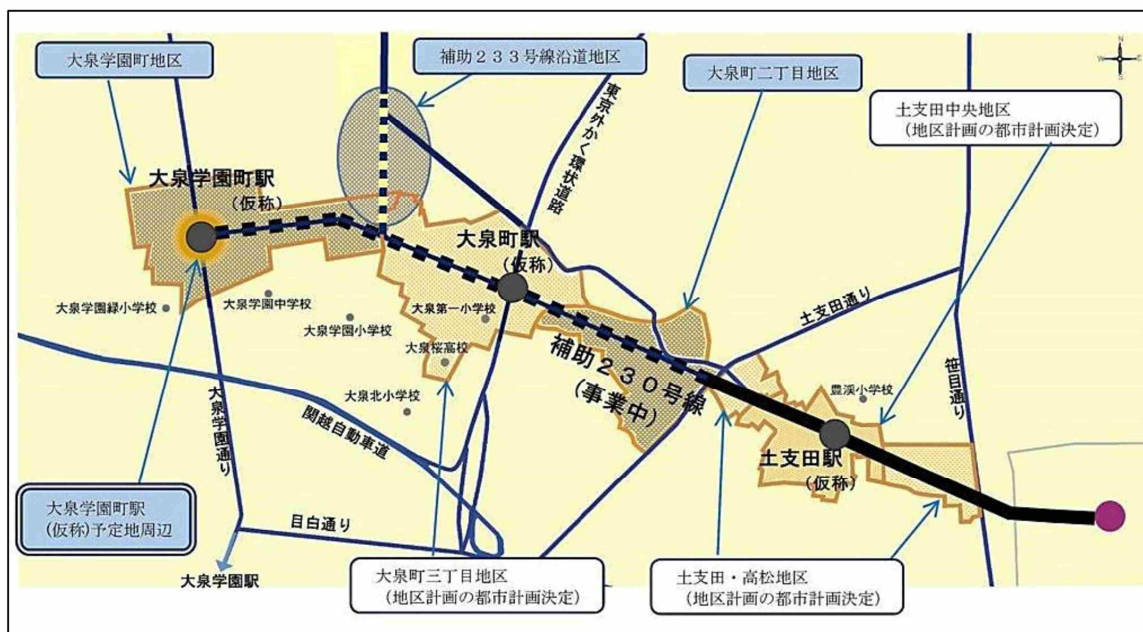 大泉学園町地区
補助２３３号線沿道地区
大泉町二丁目地区
土支田中央地区
（地区計画の都市計画決定）
N
W
E
S
東京外かく環状道路
大泉学園町駅
（仮称）
大泉町駅
（仮称）
大泉学園緑小学校
大泉学園中学校
大泉学園小学校
大泉第一小学校
大泉桜高校
大泉北小学校
補助２３０号線
（事業中）
土支田通り
笹目通り
豊渓小学校
土支田駅
（仮称）
大泉学園通り
関越自動車道
目白通り
大泉学園駅
大泉学園町駅
(仮称)予定地周辺
大泉町三丁目地区
（地区計画の都市計画決定）
土支田・高松地区
（地区計画の都市計画決定）